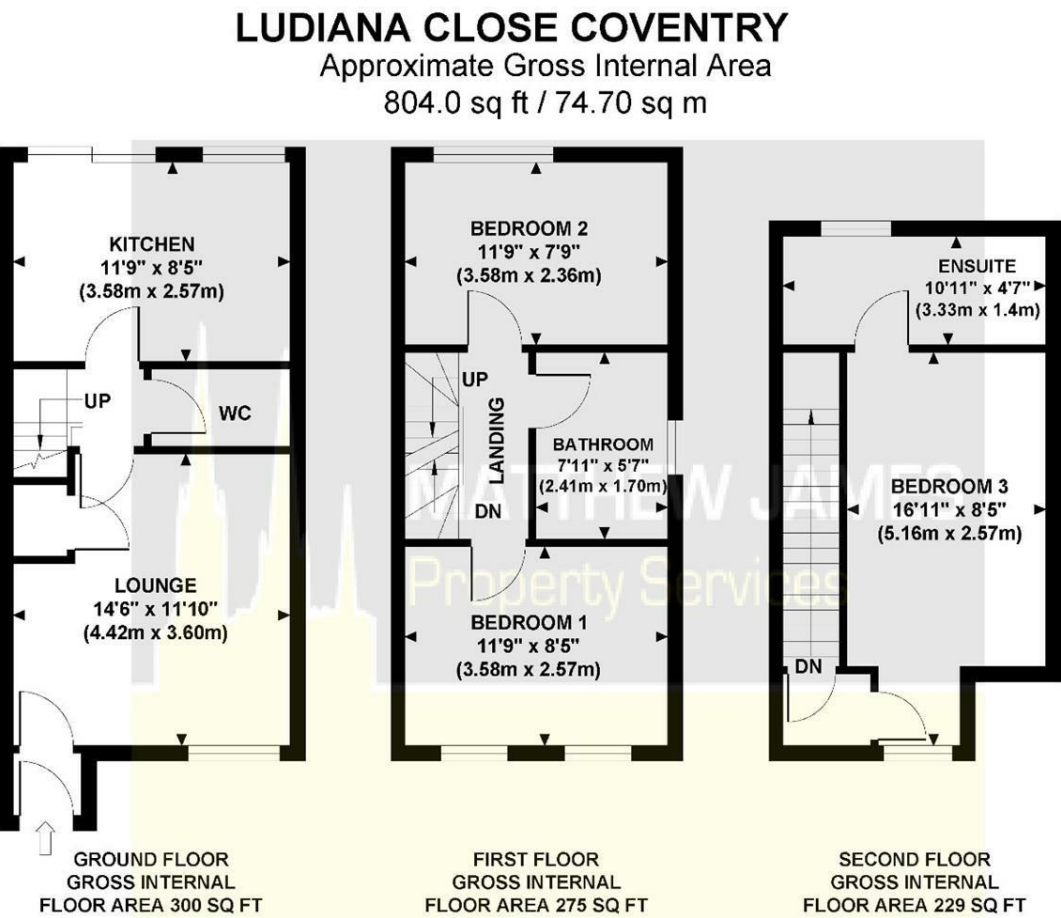 LUDIANA CLOSE COVENTRY
Approximate Gross Internal Area
804.0 sq ft / 74.70 sq m
KITCHEN
11'9" x 8'5"
(3.58m x 2.57m)
UP
WC
LOUNGE
14'6" x 11'10"
(4.42m x 3.60m)
GROUND FLOOR
GROSS INTERNAL
FLOOR AREA 300 SQ FT
BEDROOM 2
11'9" x 7'9"
(3.58m x 2.36m)
UP
LANDING
DN
BATHROOM
7'11" x 5'7"
(2.41m x 1.70m)
BEDROOM 1
11'9" x 8'5"
(3.58m x 2.57m)
FIRST FLOOR
GROSS INTERNAL
FLOOR AREA 275 SQ FT
ENSUITE
10'11" x 4'7"
(3.33m x 1.4m)
BEDROOM 3
16'11" x 8'5"
(5.16m x 2.57m)
DN
SECOND FLOOR
GROSS INTERNAL
FLOOR AREA 229 SQ FT
MATTHEW JAMES
Property Services